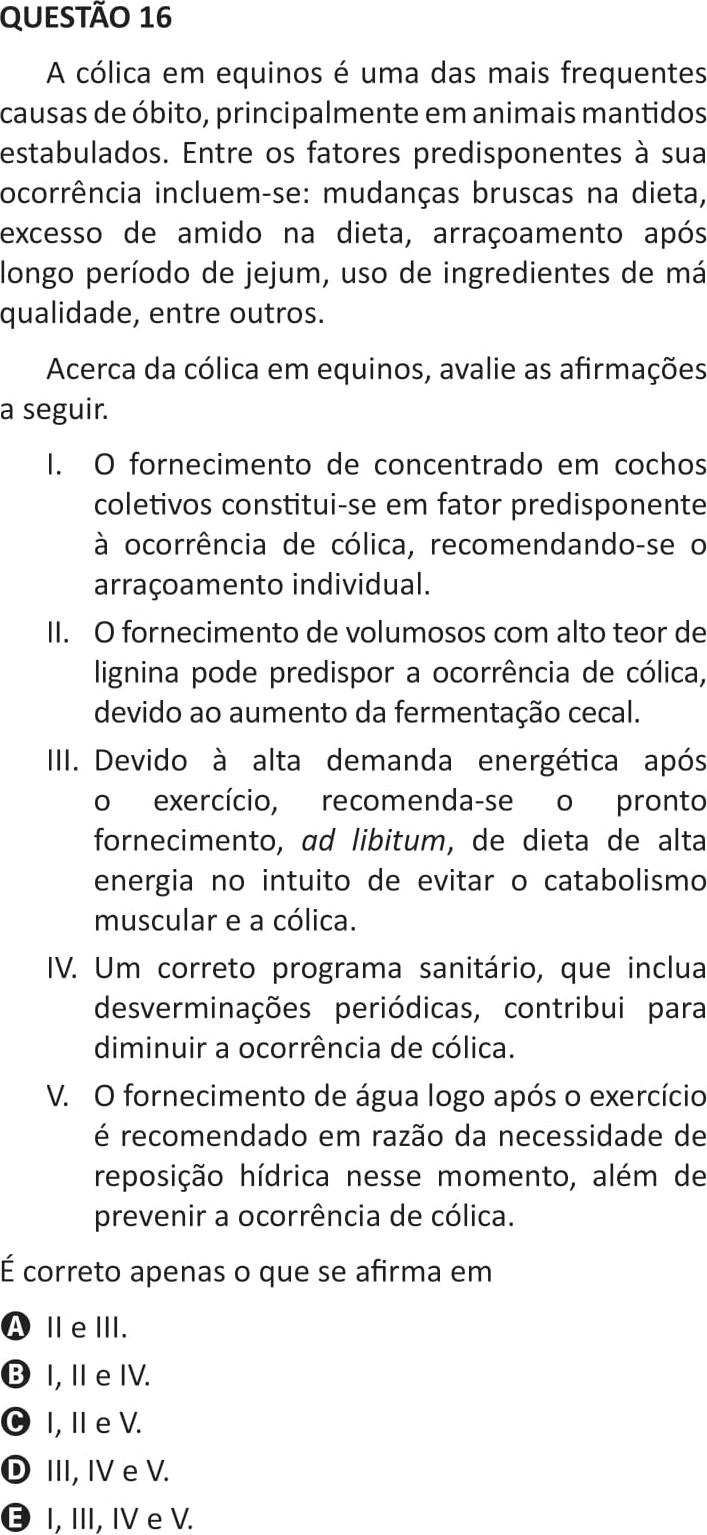 QUESTÃO 16
A cólica em equinos é uma das mais frequentes
causas de óbito, principalmente em animais mantidos
estabulados. Entre os fatores predisponentes à sua
ocorrência incluem-se: mudanças bruscas na dieta,
excesso de amido na dieta, arraçoamento após
longo período de jejum, uso de ingredientes de má
qualidade, entre outros.
Acerca da cólica em equinos, avalie as afirmações
a seguir.
I. O fornecimento de concentrado em cochos
coletivos constitui-se em fator predisponente
à ocorrência de cólica, recomendando-se o
arraçoamento individual.
II. O fornecimento de volumosos com alto teor de
lignina pode predispor a ocorrência de cólica,
devido ao aumento da fermentação cecal.
III. Devido à alta demanda energética após
o exercício, recomenda-se o pronto
fornecimento, ad libitum, de dieta de alta
energia no intuito de evitar o catabolismo
muscular e a cólica.
IV. Um correto programa sanitário, que inclua
desverminações periódicas, contribui para
diminuir a ocorrência de cólica.
V. O fornecimento de água logo após o exercício
é recomendado em razão da necessidade de
reposição hídrica nesse momento, além de
prevenir a ocorrência de cólica.
É correto apenas o que se afirma em
A II e III.
B I, II e IV.
C I, II e V.
D III, IV e V.
E I, III, IV e V.